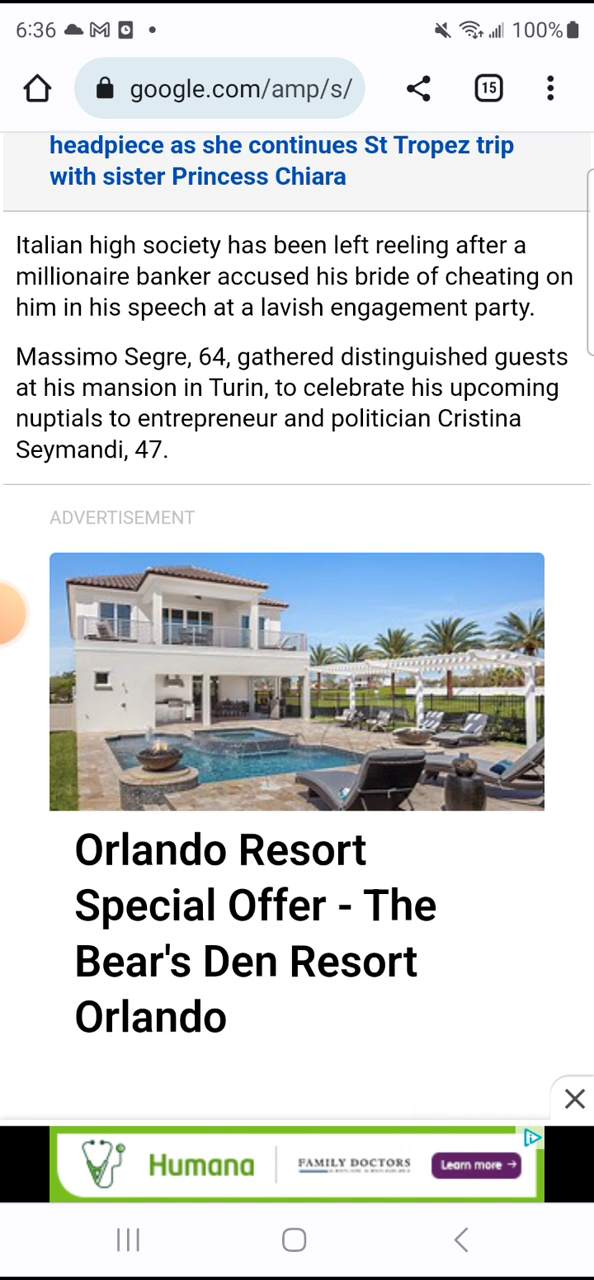 6:36
100%
google.com/amp/s/
15
headpiece as she continues St Tropez trip
with sister Princess Chiara
Italian high society has been left reeling after a
millionaire banker accused his bride of cheating on
him in his speech at a lavish engagement party.
Massimo Segre, 64, gathered distinguished guests
at his mansion in Turin, to celebrate his upcoming
nuptials to entrepreneur and politician Cristina
Seymandi, 47.
ADVERTISEMENT
Orlando Resort
Special Offer - The
Bear's Den Resort
Orlando
Humana
FAMILY DOCTORS
Learn more →